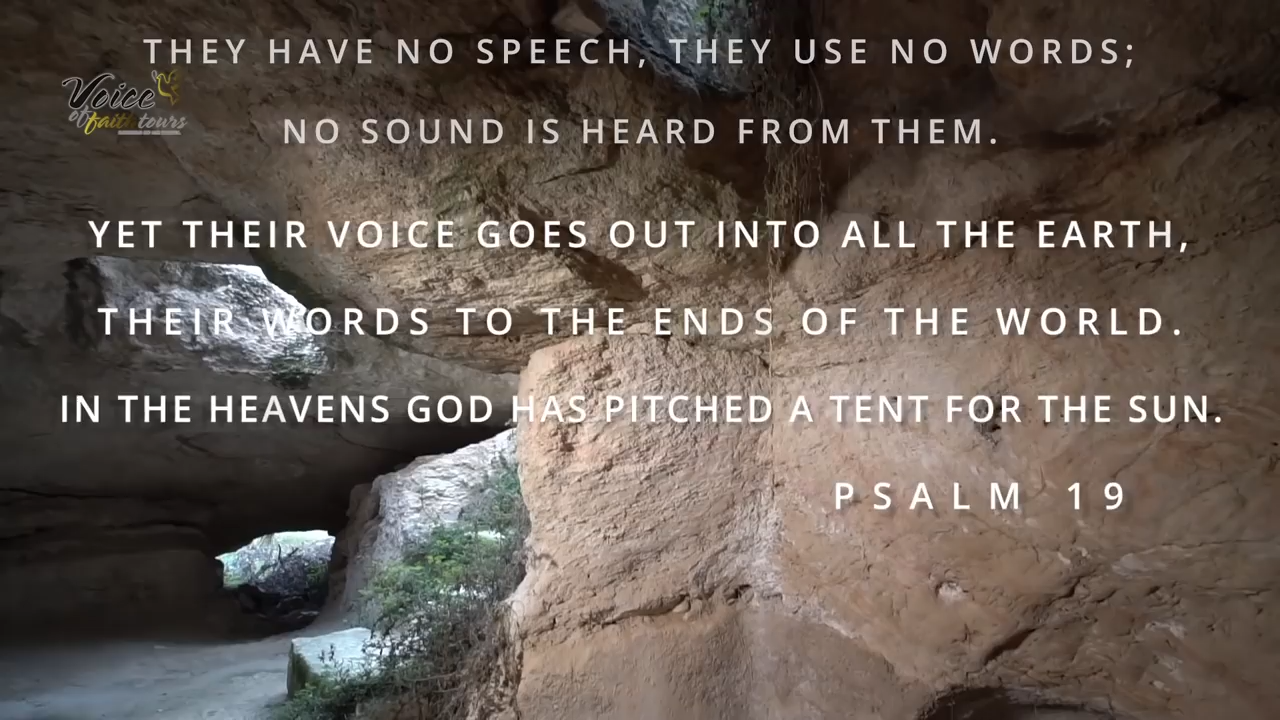 THEY HAVE NO SPEECH, THEY USE NO WORDS;
Voice
of faith tours
NO SOUND IS HEARD FROM THEM.
YET THEIR VOICE GOES OUT INTO ALL THE EARTH,
THEIR WORDS TO THE ENDS OF THE WORLD.
IN THE HEAVENS GOD HAS PITCHED A TENT FOR THE SUN.
PSALM 19